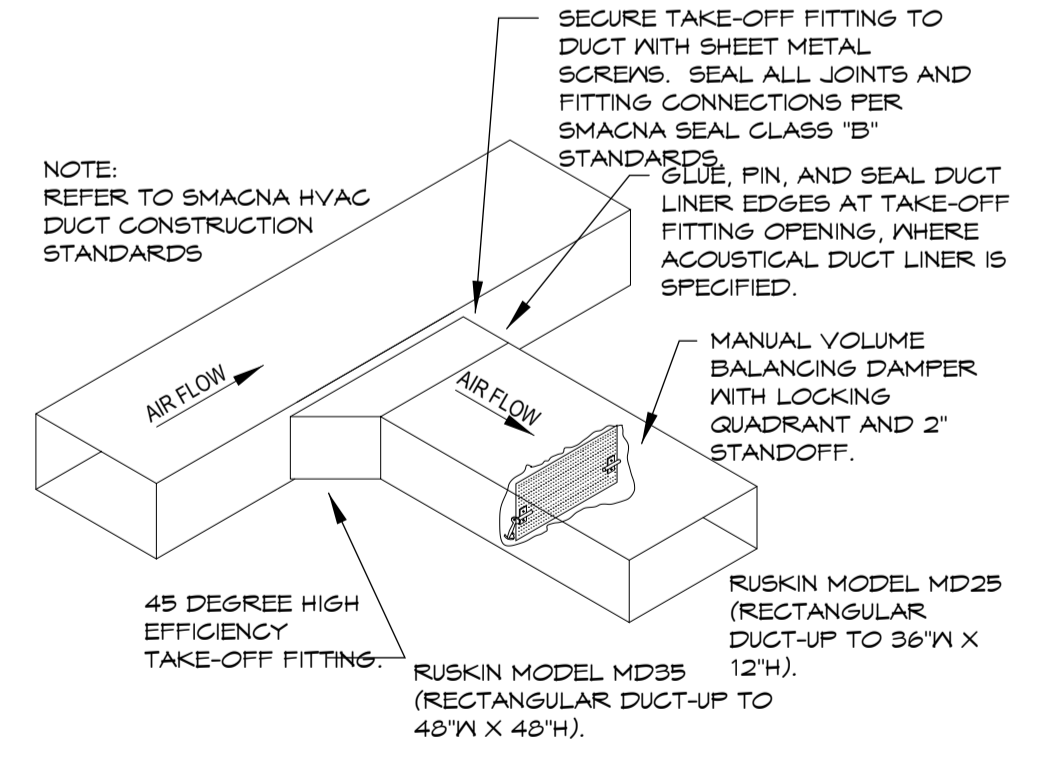 SECURE TAKE-OFF FITTING TO
DUCT WITH SHEET METAL
SCREWS. SEAL ALL JOINTS AND
FITTING CONNECTIONS PER
SMACNA SEAL CLASS "B"
STANDARDS.
NOTE:
REFER TO SMACNA HVAC
DUCT CONSTRUCTION
STANDARDS
GLUE, PIN, AND SEAL DUCT
LINER EDGES AT TAKE-OFF
FITTING OPENING, WHERE
ACOUSTICAL DUCT LINER IS
SPECIFIED.
MANUAL VOLUME
BALANCING DAMPER
WITH LOCKING
QUADRANT AND 2"
STANDOFF.
AIR FLOW
AIR FLOW
45 DEGREE HIGH
EFFICIENCY
TAKE-OFF FITTING.
RUSKIN MODEL MD35
(RECTANGULAR DUCT-UP TO
48"W X 48"H).
RUSKIN MODEL MD25
(RECTANGULAR
DUCT-UP TO 36"W X
12"H).